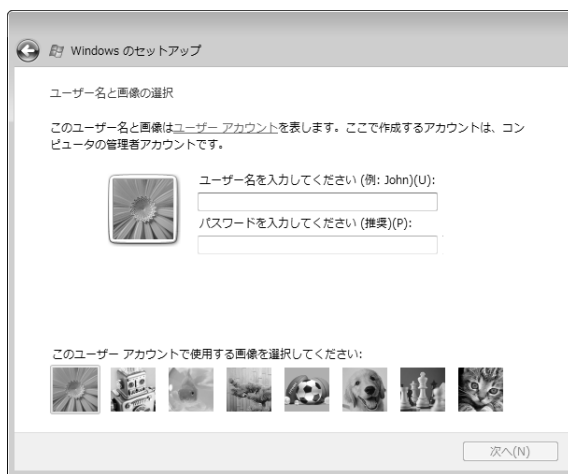 Windows のセットアップ
ユーザー名と画像の選択
このユーザー名と画像はユーザー アカウントを表します。ここで作成するアカウントは、コン
ピュータの管理者アカウントです。
ユーザー名を入力してください (例: John)(U):
パスワードを入力してください (推奨)(P):
このユーザー アカウントで使用する画像を選択してください:
次へ(N)